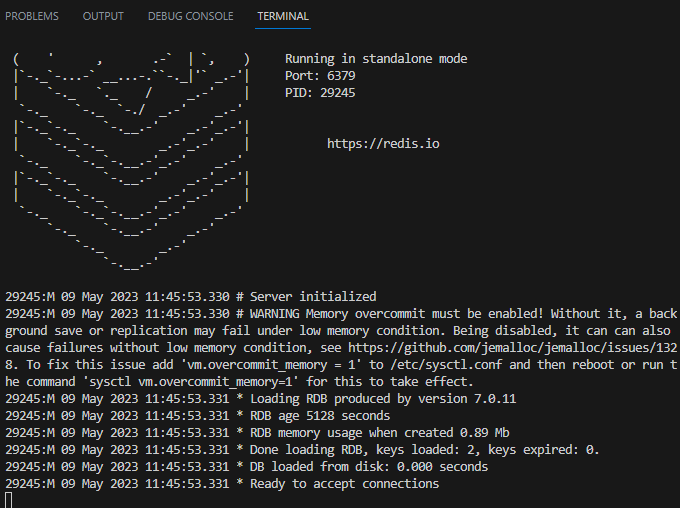 PROBLEMS OUTPUT DEBUG CONSOLE TERMINAL
Running in standalone mode
Port: 6379
PID: 29245
https://redis.io
29245:M 09 May 2023 11:45:53.330 # Server initialized
29245:M 09 May 2023 11:45:53.330 # WARNING Memory overcommit must be enabled! Without it, a back
ground save or replication may fail under low memory condition. Being disabled, it can can also
cause failures without low memory condition, see https://github.com/jemalloc/jemalloc/issues/132
8. To fix this issue add 'vm.overcommit_memory = 1' to /etc/sysctl.conf and then reboot or run t
he command 'sysctl vm.overcommit_memory=1' for this to take effect.
29245:M 09 May 2023 11:45:53.331 * Loading RDB produced by version 7.0.11
29245:M 09 May 2023 11:45:53.331 * RDB age 5128 seconds
29245:M 09 May 2023 11:45:53.331 * RDB memory usage when created 0.89 Mb
29245:M 09 May 2023 11:45:53.331 * Done loading RDB, keys loaded: 2, keys expired: 0.
29245:M 09 May 2023 11:45:53.331 * DB loaded from disk: 0.000 seconds
29245:M 09 May 2023 11:45:53.331 * Ready to accept connections